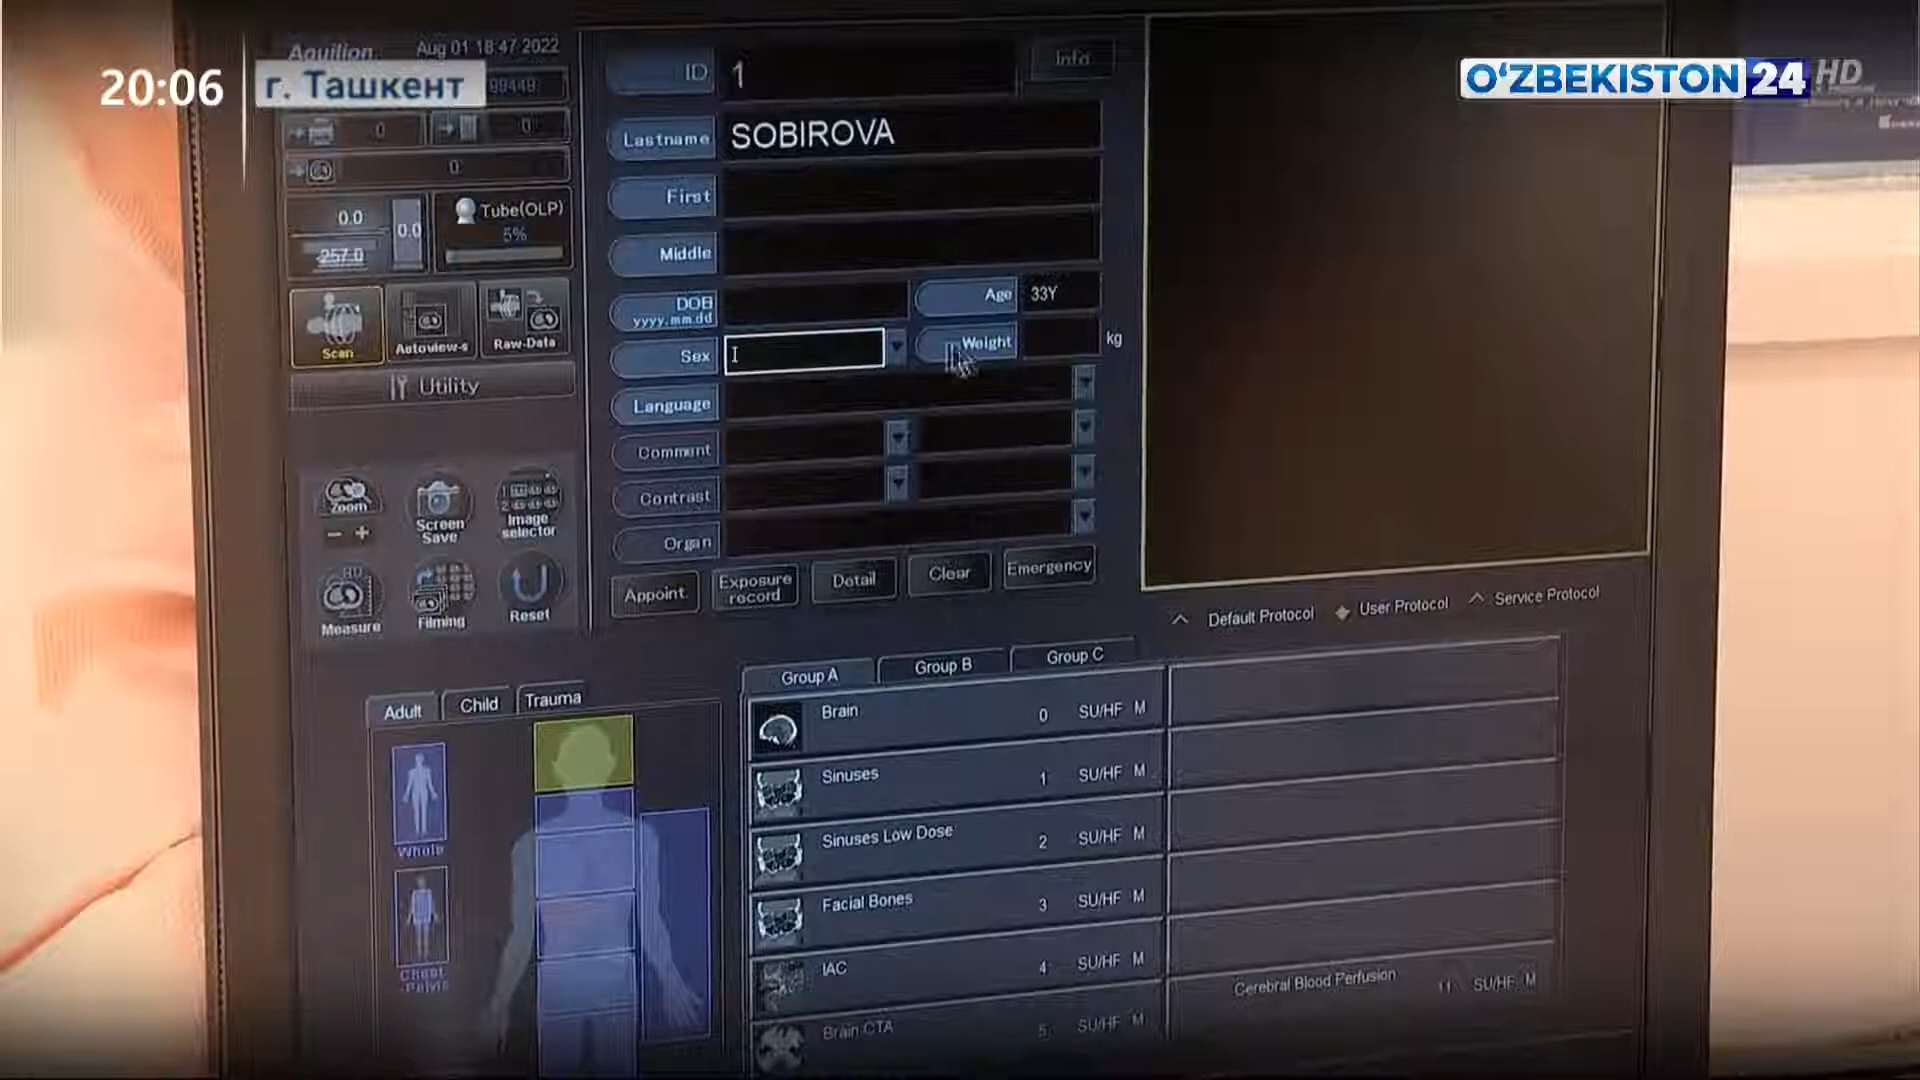 20:06
г. Ташкент
O'ZBEKISTON 24 HD
Aquilion
Aug 01 18:47 2022
99449
0
0
0
0.0
0.0
257.0
Tube(OLP)
5%
Scan
Autoview-s
Raw-Data
Utility
Zoom
- +
Screen
Save
Image
selector
Measure
Filming
Reset
ID
1
Info
Lastname
SOBIROVA
First
Middle
DOB
yyyy.mm.dd
Age
33Y
Sex
Weight
kg
Language
Comment
Contrast
Organ
Appoint.
Exposure
record
Detail
Clear
Emergency
Default Protocol
User Protocol
Service Protocol
Adult
Child
Trauma
Whole
Chest
-Pelvis
Group A
Group B
Group C
Brain 0 SU/HF M
Sinuses 1 SU/HF M
Sinuses Low Dose 2 SU/HF M
Facial Bones 3 SU/HF M
IAC 4 SU/HF M
Brain CTA 5 SU/HF M
Cerebral Blood Perfusion 11 SU/HF M